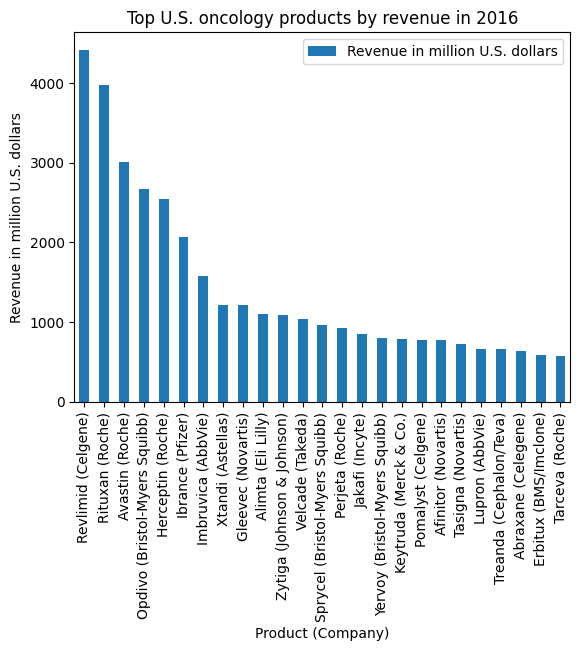 Top U.S. oncology products by revenue in 2016
Revenue in million U.S. dollars
Revenue in million U.S. dollars
4000
3000
2000
1000
0
Revlimid (Celgene)
Rituxan (Roche)
Avastin (Roche)
Opdivo (Bristol-Myers Squibb)
Herceptin (Roche)
Ibrance (Pfizer)
Imbruvica (AbbVie)
Xtandi (Astellas)
Gleevec (Novartis)
Alimta (Eli Lilly)
Zytiga (Johnson & Johnson)
Velcade (Takeda)
Sprycel (Bristol-Myers Squibb)
Perjeta (Roche)
Jakafi (Incyte)
Yervoy (Bristol-Myers Squibb)
Keytruda (Merck & Co.)
Pomalyst (Celgene)
Afinitor (Novartis)
Tasigna (Novartis)
Lupron (AbbVie)
Treanda (Cephalon/Teva)
Abraxane (Celegene)
Erbitux (BMS/Imclone)
Tarceva (Roche)
Product (Company)